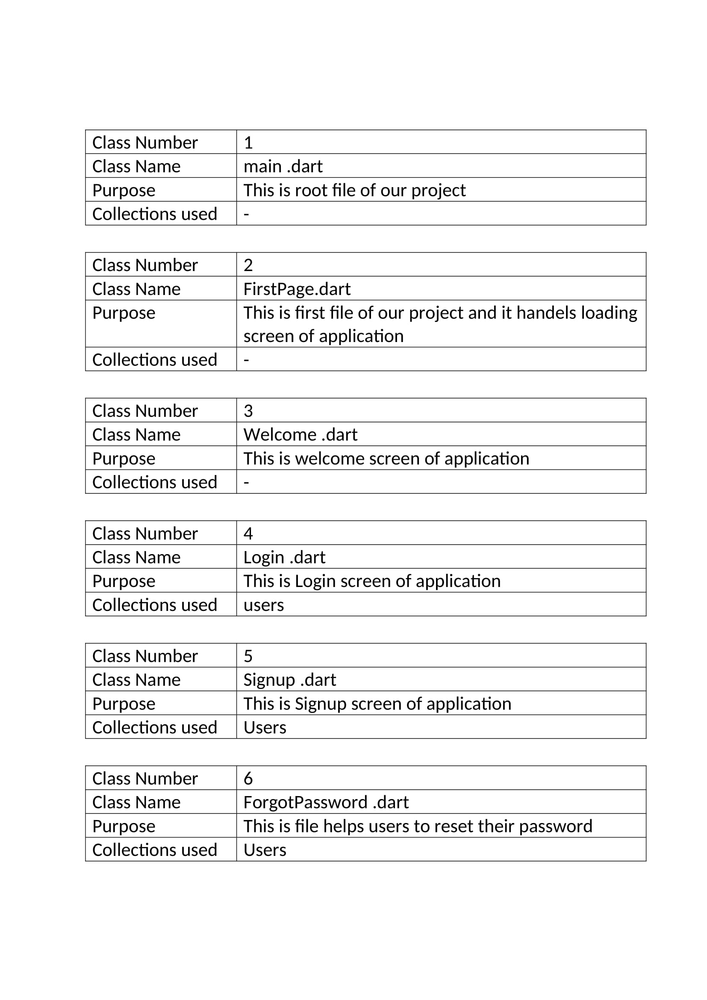 Class Number 1
Class Name main .dart
Purpose This is root file of our project
Collections used -
Class Number 2
Class Name FirstPage.dart
Purpose This is first file of our project and it handels loading
screen of application
Collections used -
Class Number 3
Class Name Welcome .dart
Purpose This is welcome screen of application
Collections used -
Class Number 4
Class Name Login .dart
Purpose This is Login screen of application
Collections used users
Class Number 5
Class Name Signup .dart
Purpose This is Signup screen of application
Collections used Users
Class Number 6
Class Name ForgotPassword .dart
Purpose This is file helps users to reset their password
Collections used Users